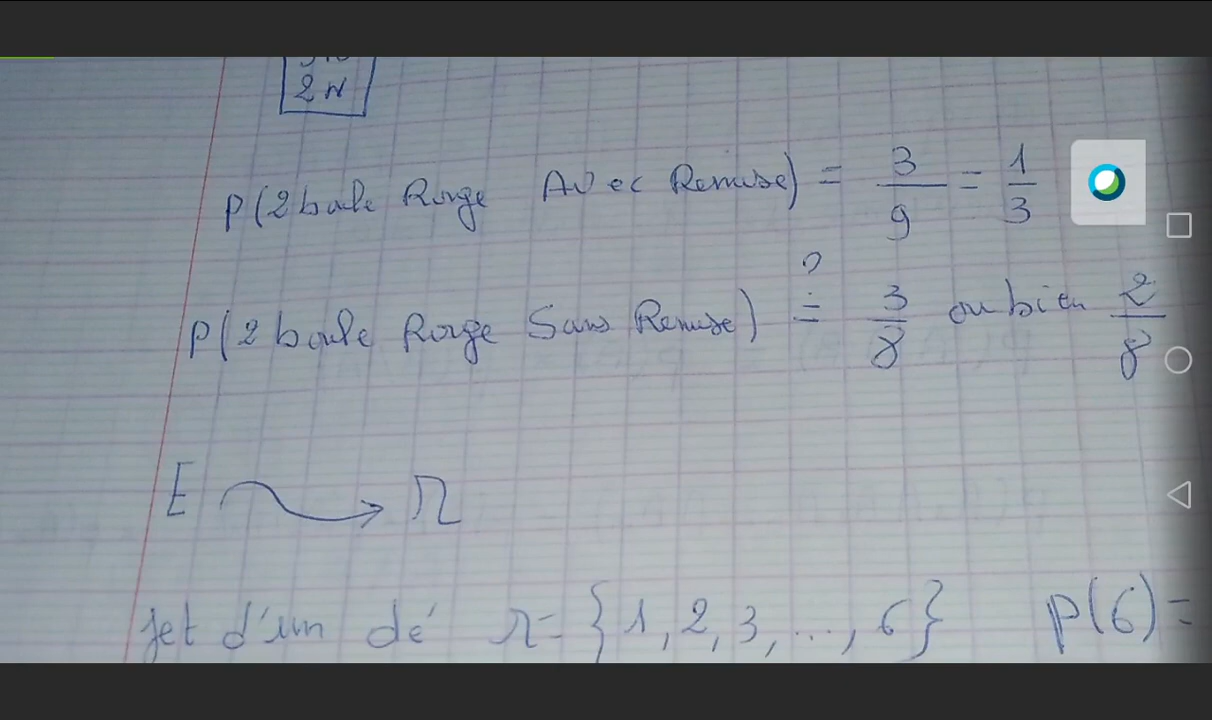 2N
P(2 boule Rouge Avec Remise) = 3/9 = 1/3
P(2 boule Rouge Sans Remise) =? 3/8 ou bien 2/8
E → Ω
Jet d'un dé Ω = {1, 2, 3, ..., 6} P(6) =